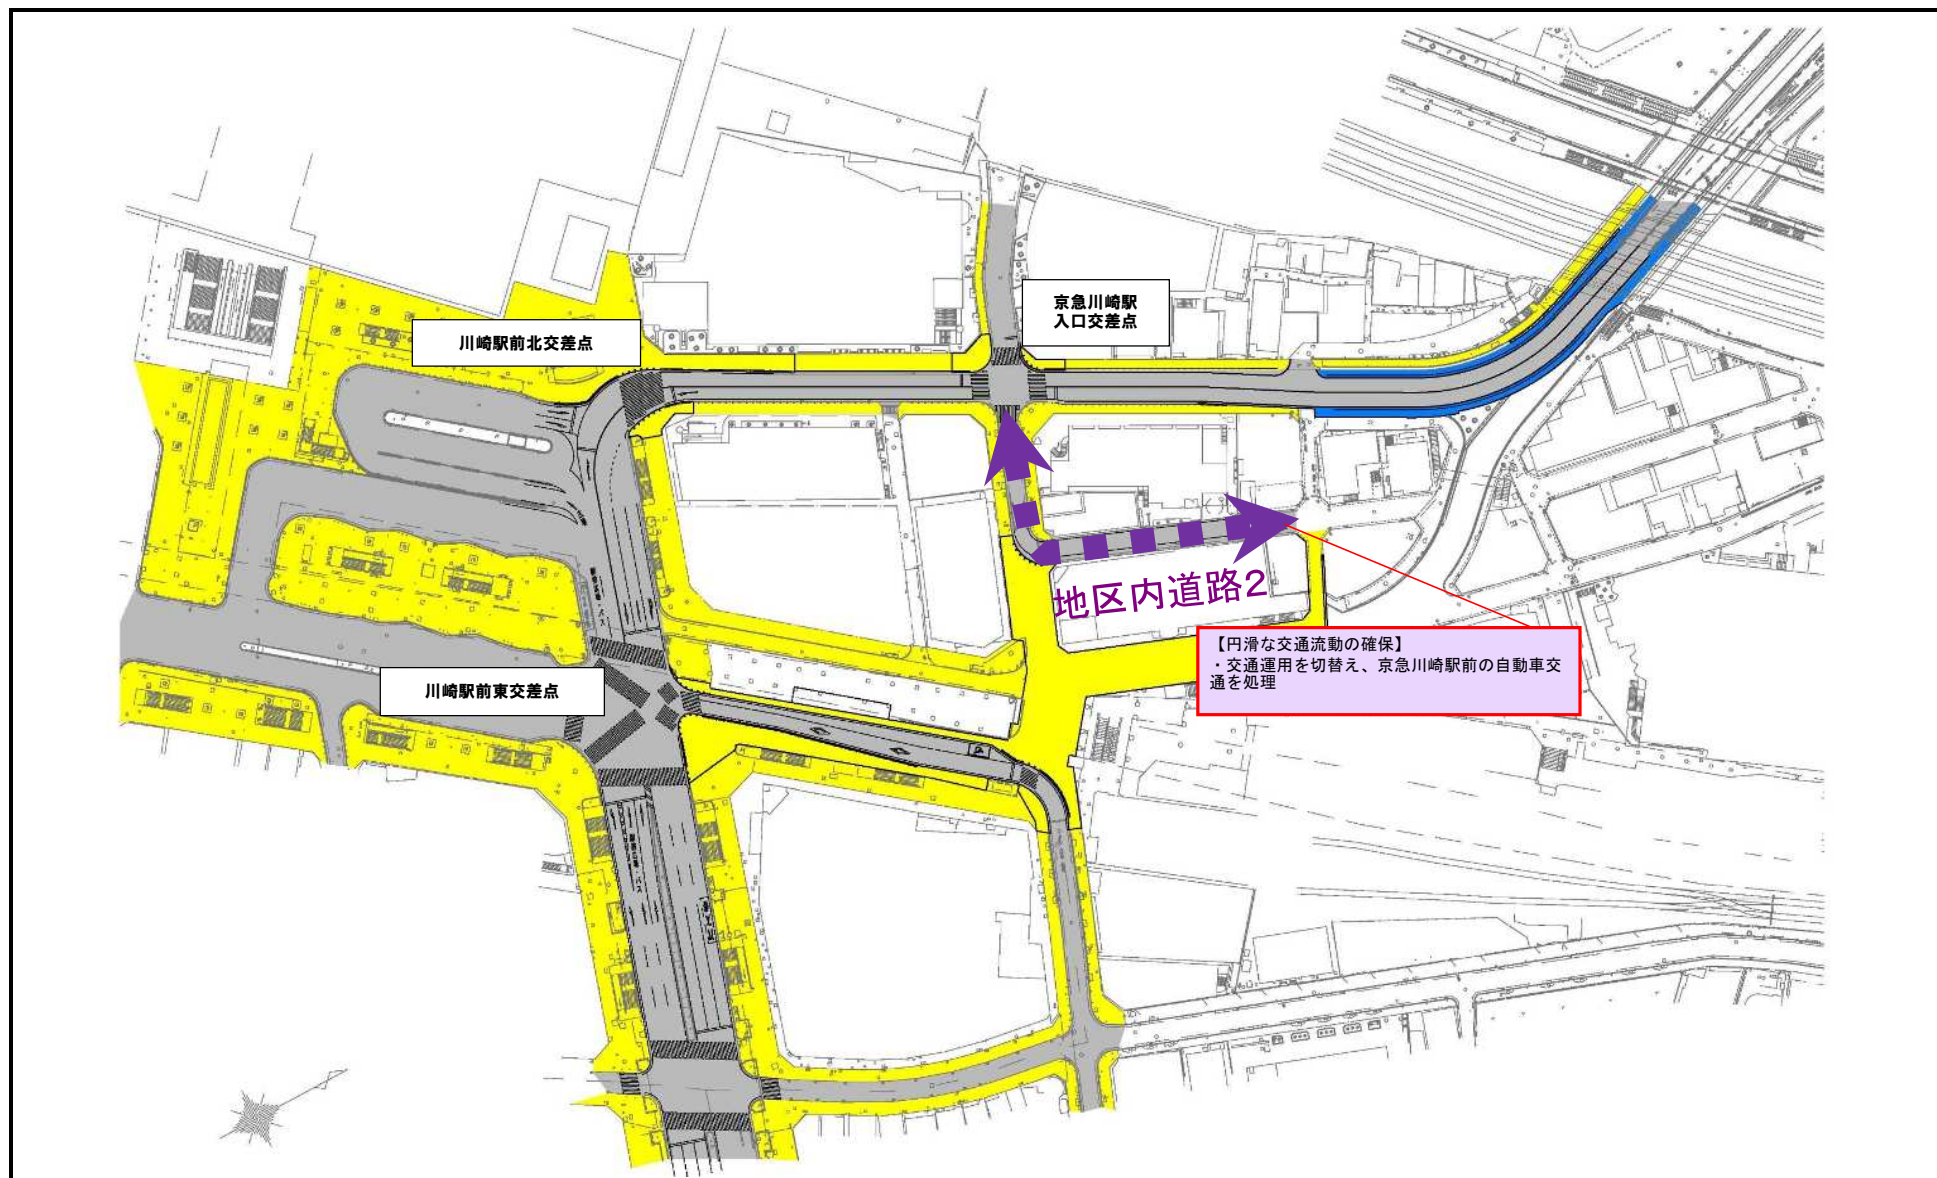 京急川崎駅
入口交差点
川崎駅前北交差点
地区内道路2
【円滑な交通流動の確保】
・交通運用を切替え、京急川崎駅前の自動車交
通を処理
川崎駅前東交差点